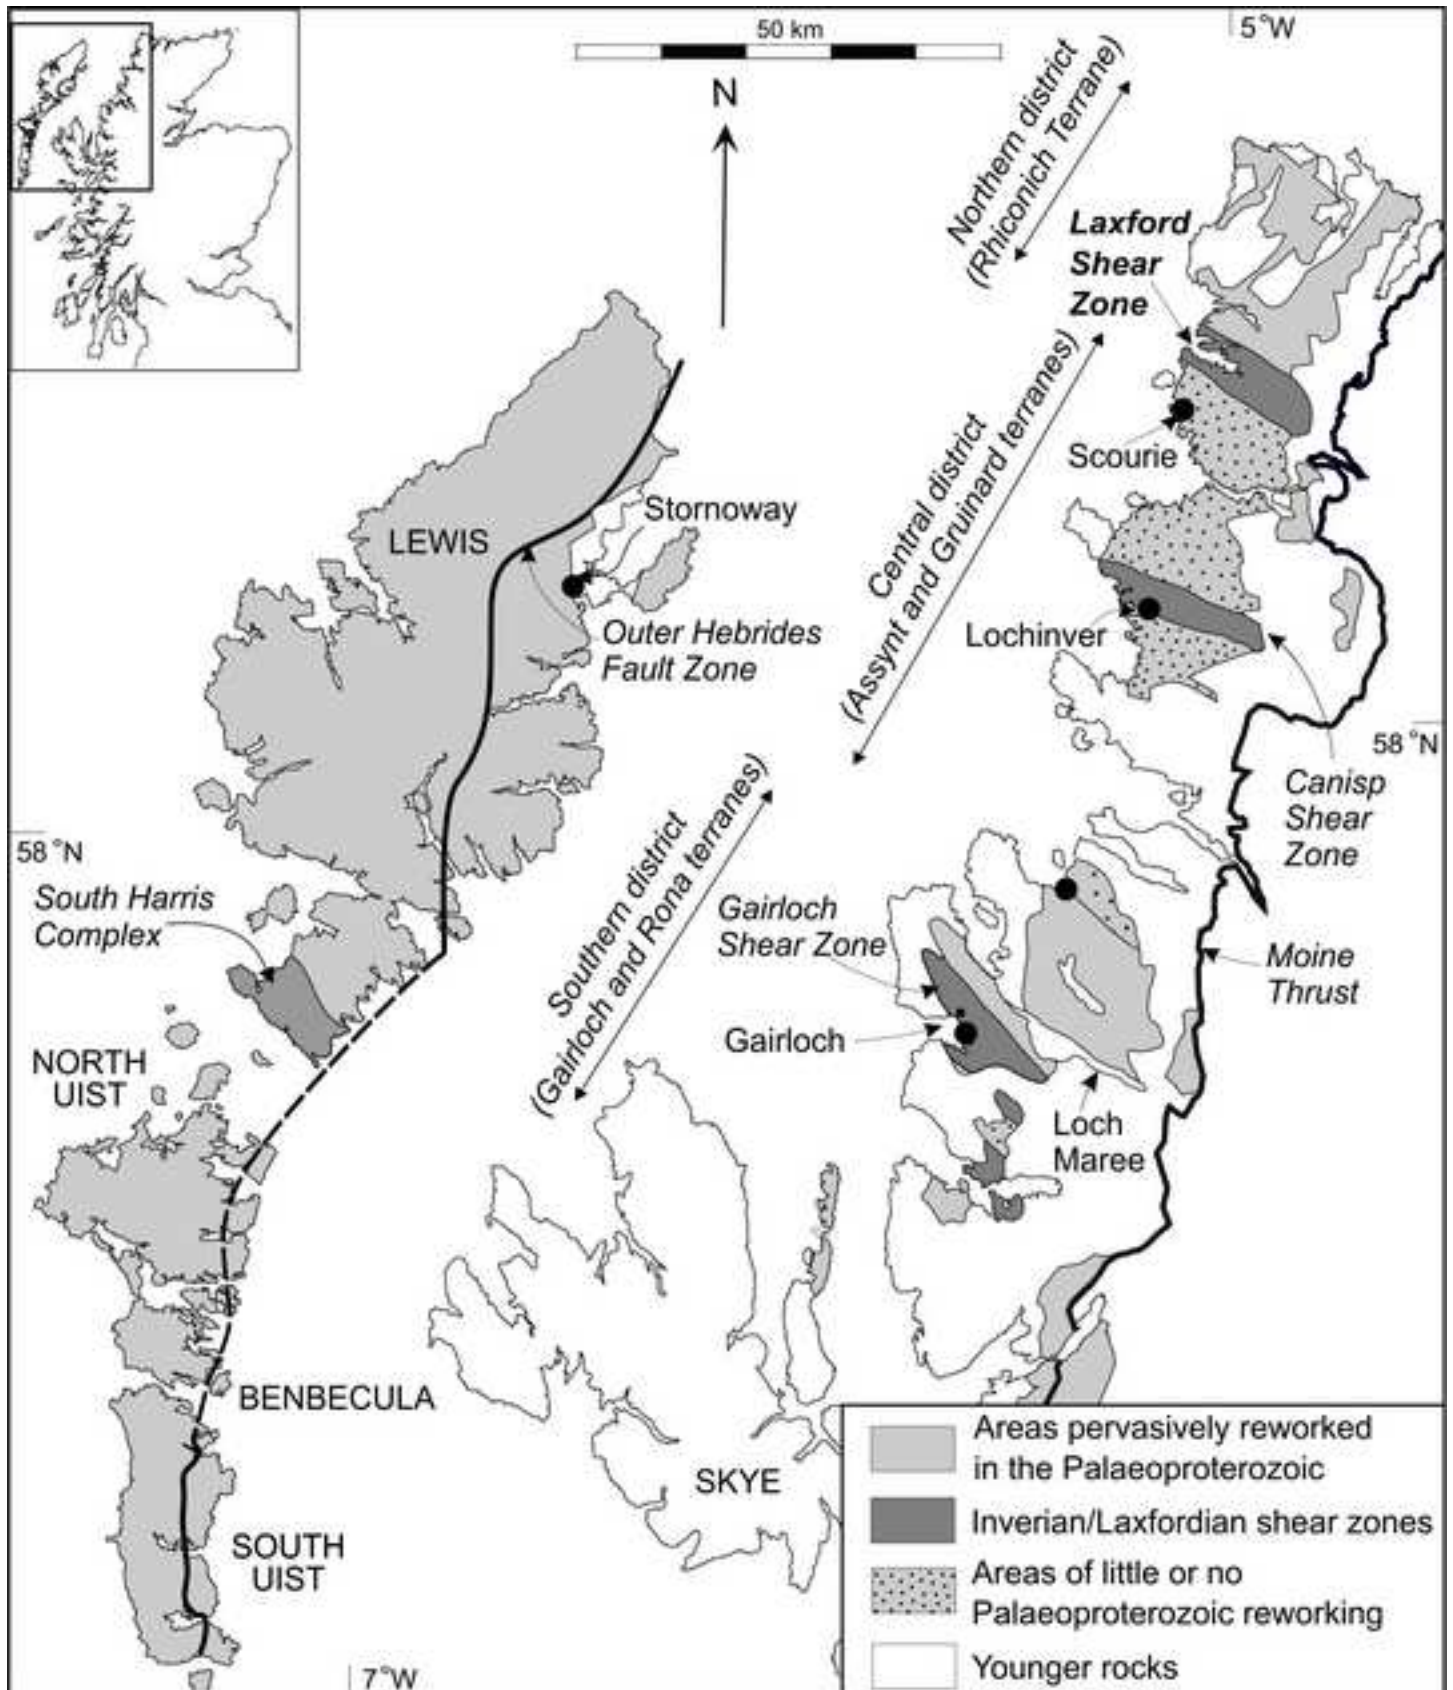 50 km
5°W
N
Northern district
(Rhiconich Terrane)
Laxford
Shear
Zone
Central district
(Assynt and Gruinard terranes)
Scourie
LEWIS
Stornoway
Outer Hebrides
Fault Zone
Lochinver
58°N
Canisp
Shear
Zone
58°N
South Harris
Complex
Southern district
(Gairloch and Rona terranes)
Gairloch
Shear Zone
Moine
Thrust
Gairloch
NORTH
UIST
Loch
Maree
BENBECULA
SKYE
SOUTH
UIST
7°W
Areas pervasively reworked
in the Palaeoproterozoic
Inverian/Laxfordian shear zones
Areas of little or no
Palaeoproterozoic reworking
Younger rocks